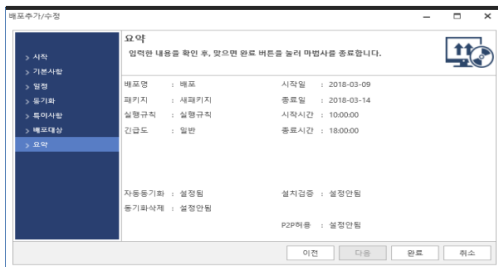 배포추가/수정
> 시작
> 기본사항
> 일정
> 동기화
> 특이사항
> 배포대상
> 요약
요약
입력한 내용을 확인 후, 맞으면 완료 버튼을 눌러 마법사를 종료합니다.
배포명 : 배포 시작일 : 2018-03-09
패키지 : 새패키지 종료일 : 2018-03-14
실행규칙 : 실행규칙 시작시간 : 10:00:00
긴급도 : 일반 종료시간 : 18:00:00
자동동기화 : 설정됨 설치검증 : 설정안됨
동기화삭제 : 설정안됨
P2P허용 : 설정안됨
이전 다음 완료 취소